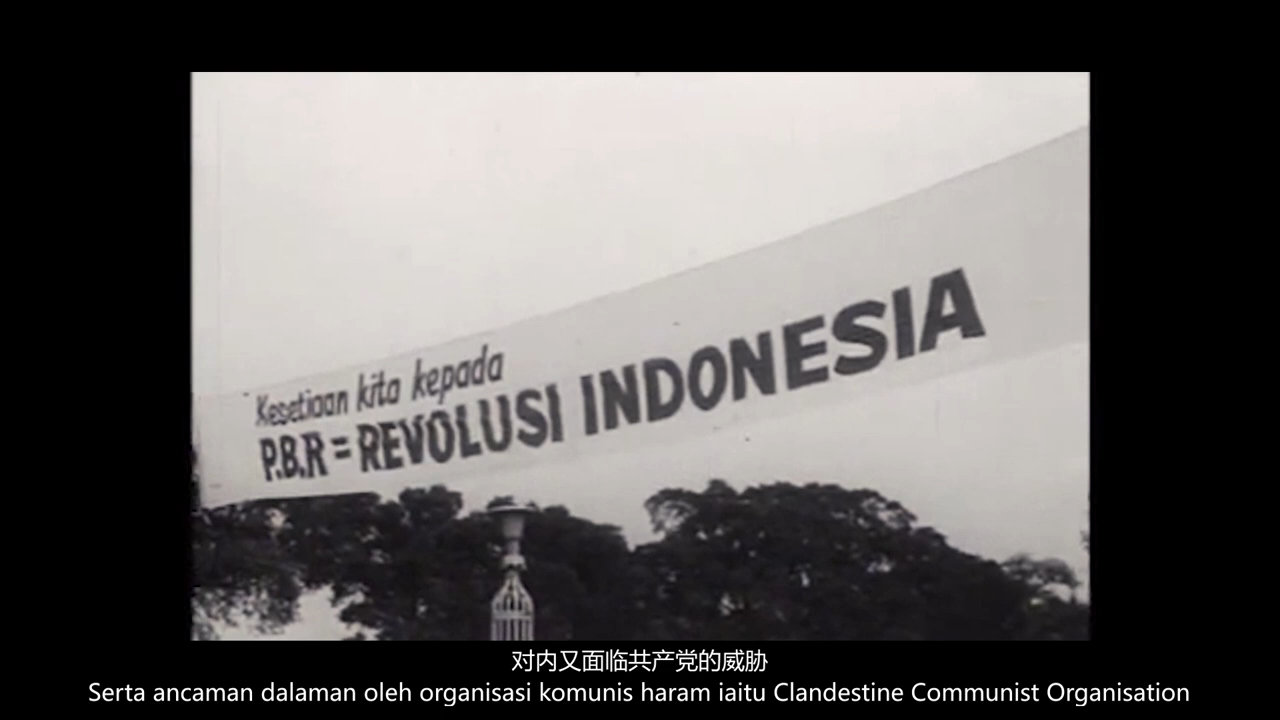 Kesetiaan kita kepada
P.B.R = REVOLUSI INDONESIA
对内又面临共产党的威胁
Serta ancaman dalaman oleh organisasi komunis haram iaitu Clandestine Communist Organisation